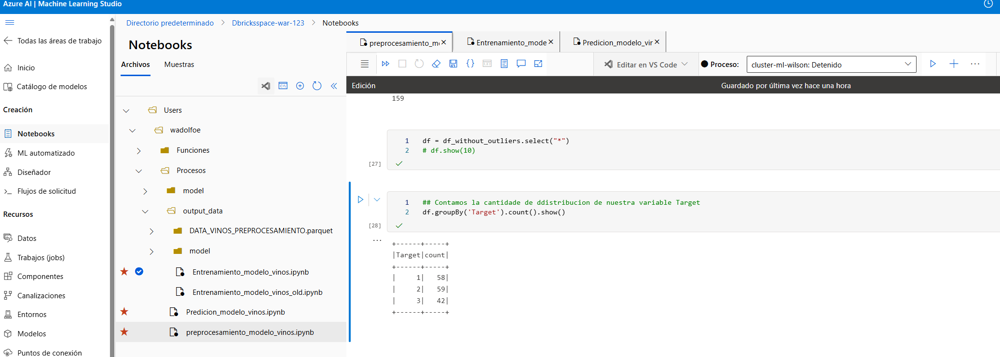 Azure AI | Machine Learning Studio
Todas las áreas de trabajo
Inicio
Catálogo de modelos
Creación
Notebooks
ML automatizado
Diseñador
Flujos de solicitud
Recursos
Datos
Trabajos (jobs)
Componentes
Canalizaciones
Entornos
Modelos
Puntos de conexión
Directorio predeterminado > Dbricksspace-war-123 > Notebooks
Notebooks
Archivos Muestras
Users
wadolfoe
Funciones
Procesos
model
output_data
DATA_VINOS_PREPROCESAMIENTO.parquet
model
Entrenamiento_modelo_vinos.ipynb
Entrenamiento_modelo_vinos_old.ipynb
Predicion_modelo_vinos.ipynb
preprocesamiento_modelo_vinos.ipynb
preprocesamiento_m Entrenamiento_mode Predicion_modelo_vir
Editar en VS Code Proceso: cluster-ml-wilson: Detenido
Edición Guardado por última vez hace una hora
159
1 df = df_without_outliers.select("*")
2 # df.show(10)
[27]
1 ## Contamos la cantidade de ddistribucion de nuestra variable Target
2 df.groupBy('Target').count().show()
[28]
...
+------+-----+
|Target|count|
+------+-----+
|     1|   58|
|     2|   59|
|     3|   42|
+------+-----+